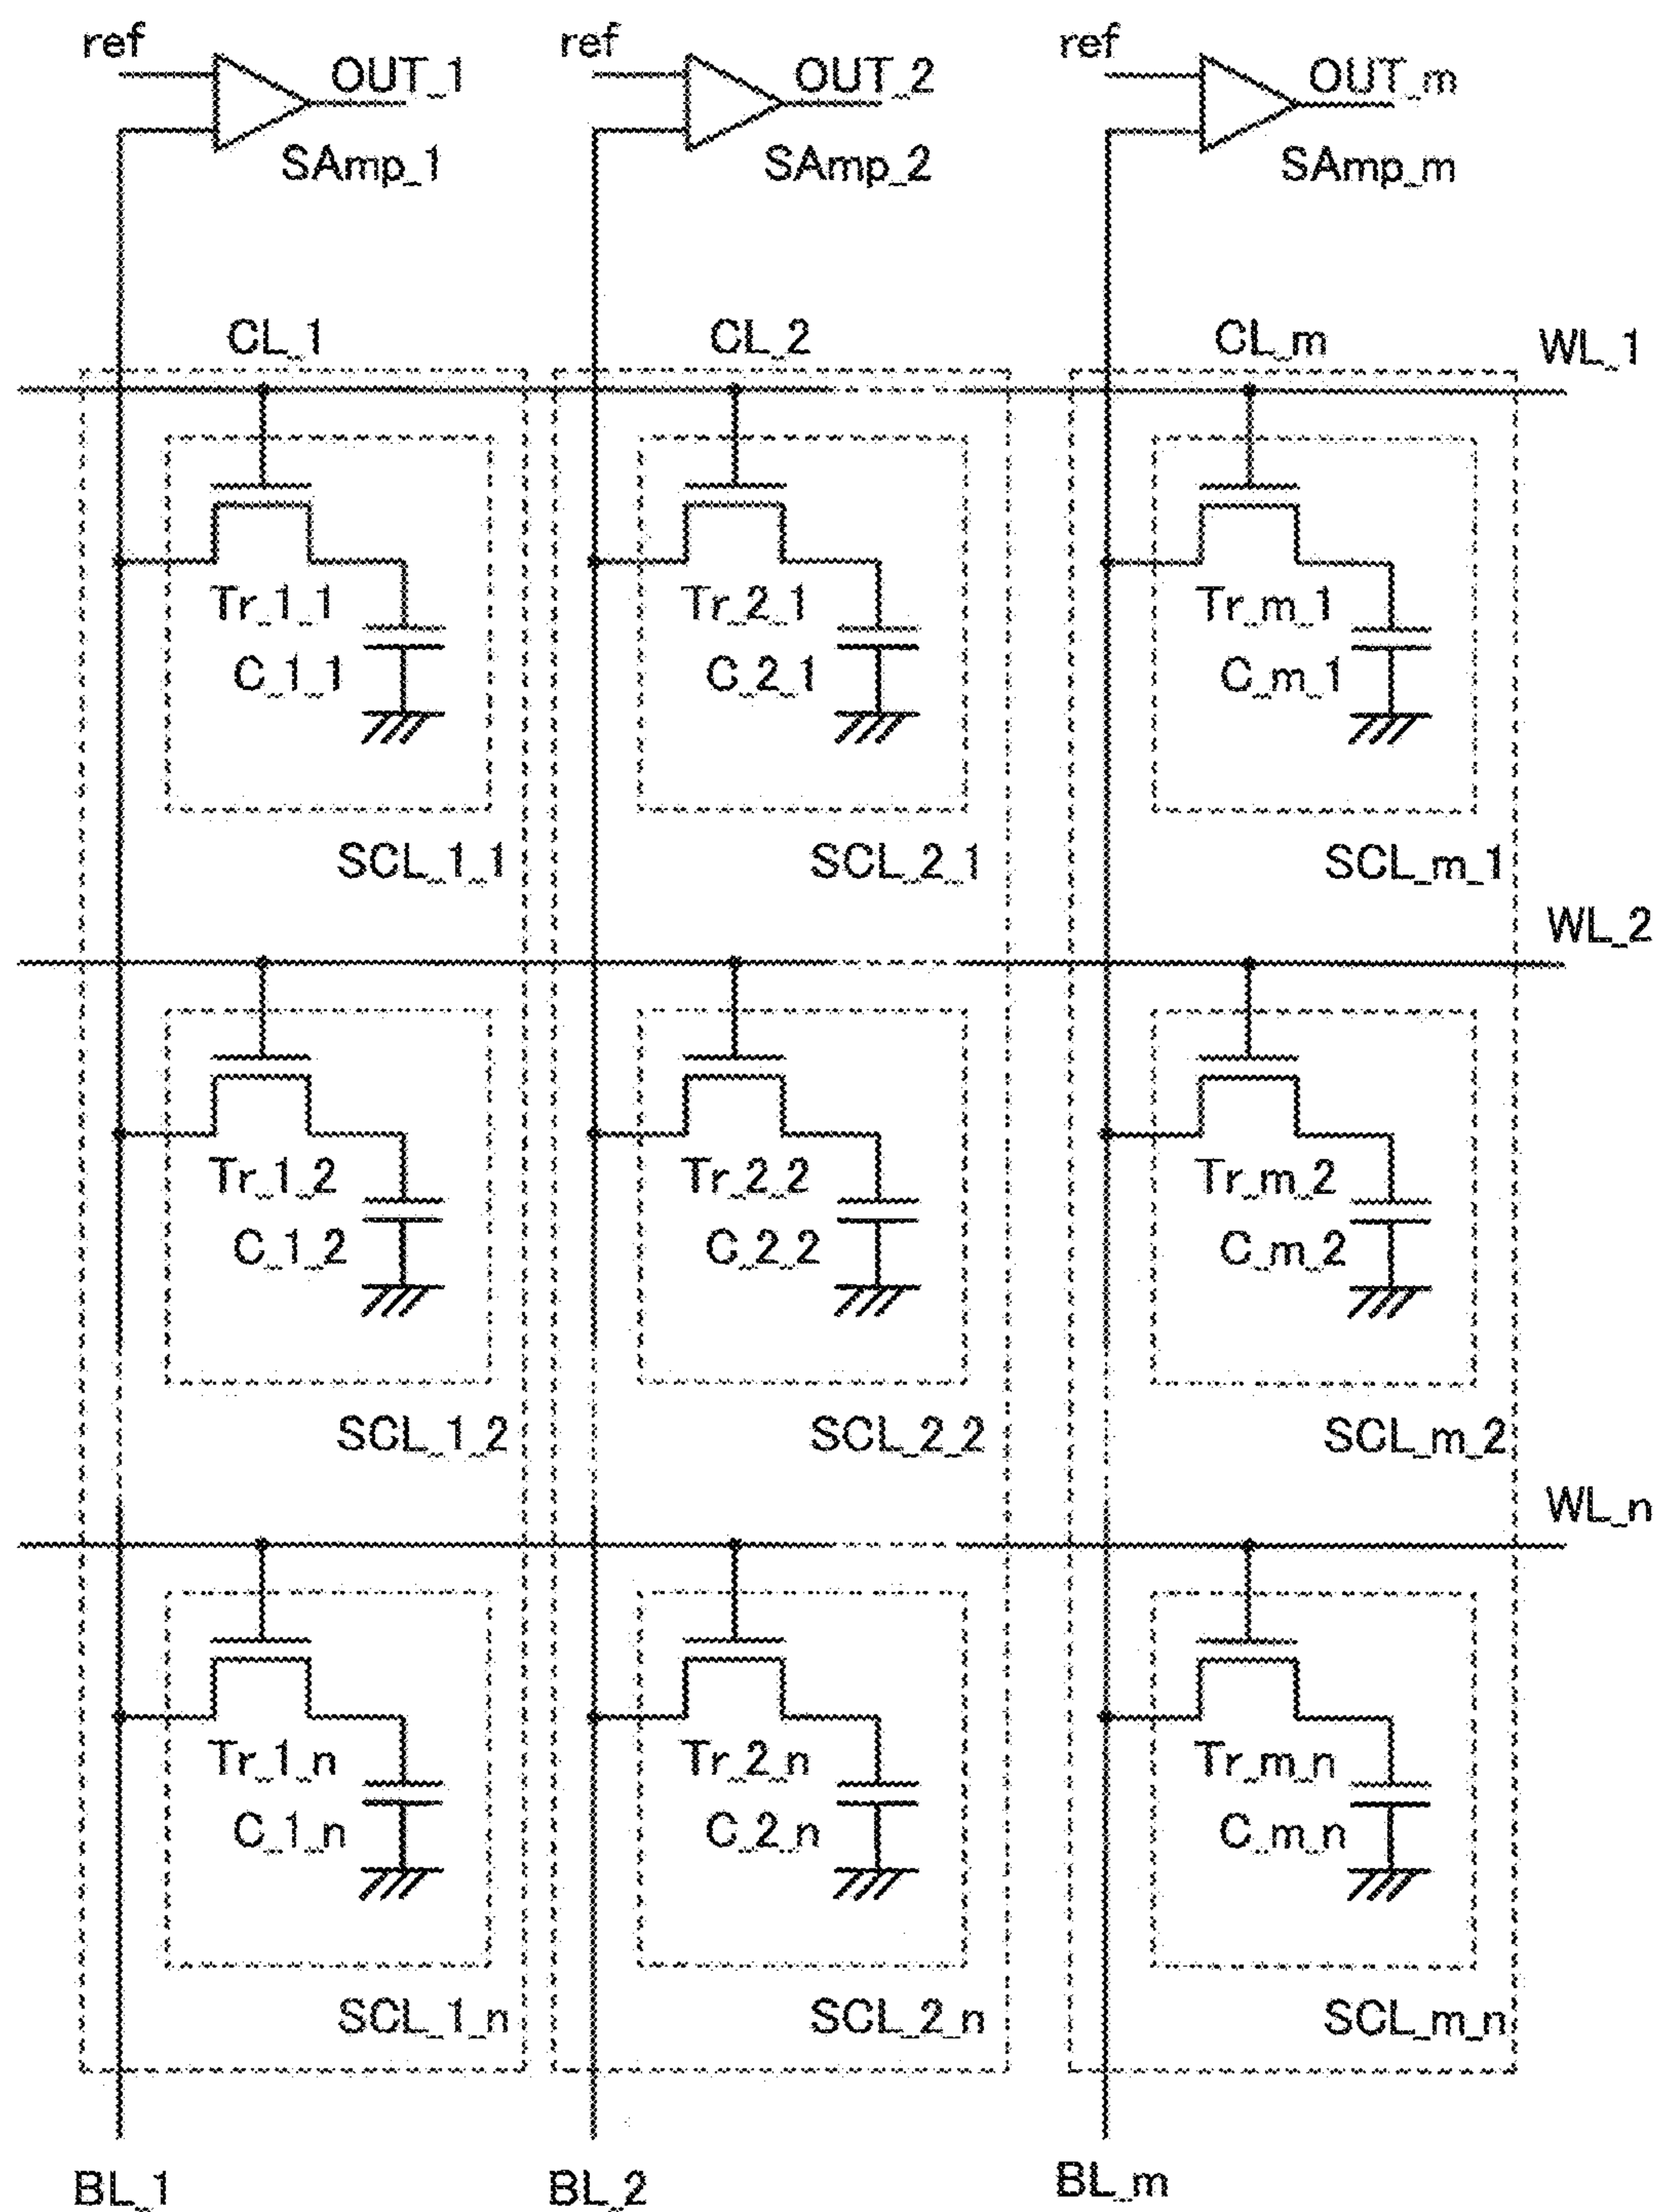 ref OUT_1 ref OUT_2 ref OUT_m
SAmp_1 SAmp_2 SAmp_m
CL_1 CL_2 CL_m WL_1
Tr_1_1 Tr_2_1 Tr_m_1
C_1_1 C_2_1 C_m_1
SCL_1_1 SCL_2_1 SCL_m_1
WL_2
Tr_1_2 Tr_2_2 Tr_m_2
C_1_2 C_2_2 C_m_2
SCL_1_2 SCL_2_2 SCL_m_2
WL_n
Tr_1_n Tr_2_n Tr_m_n
C_1_n C_2_n C_m_n
SCL_1_n SCL_2_n SCL_m_n
BL_1 BL_2 BL_m